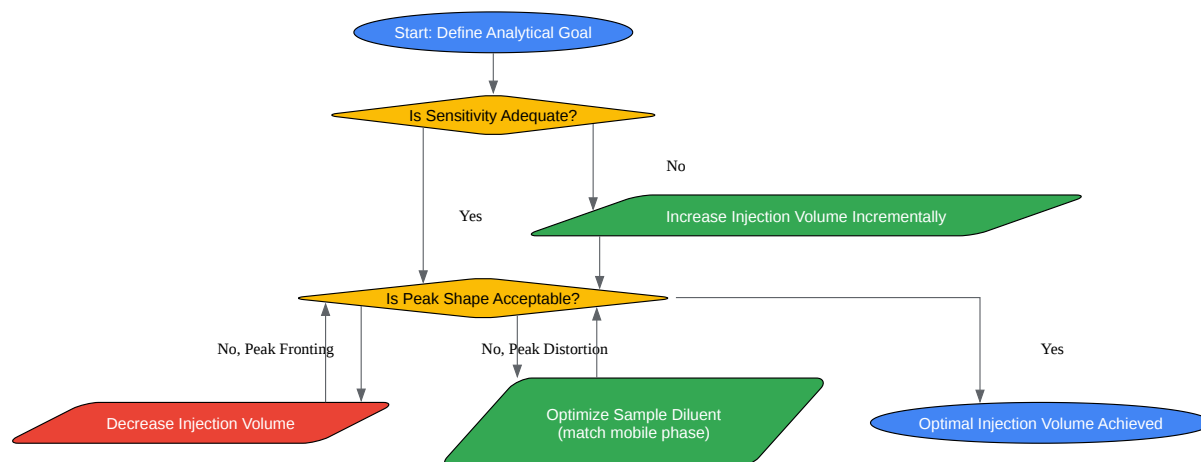 Start: Define Analytical Goal
Is Sensitivity Adequate?
No
Yes
Increase Injection Volume Incrementally
Is Peak Shape Acceptable?
No, Peak Fronting
No, Peak Distortion
Yes
Decrease Injection Volume
Optimize Sample Diluent
(match mobile phase)
Optimal Injection Volume Achieved